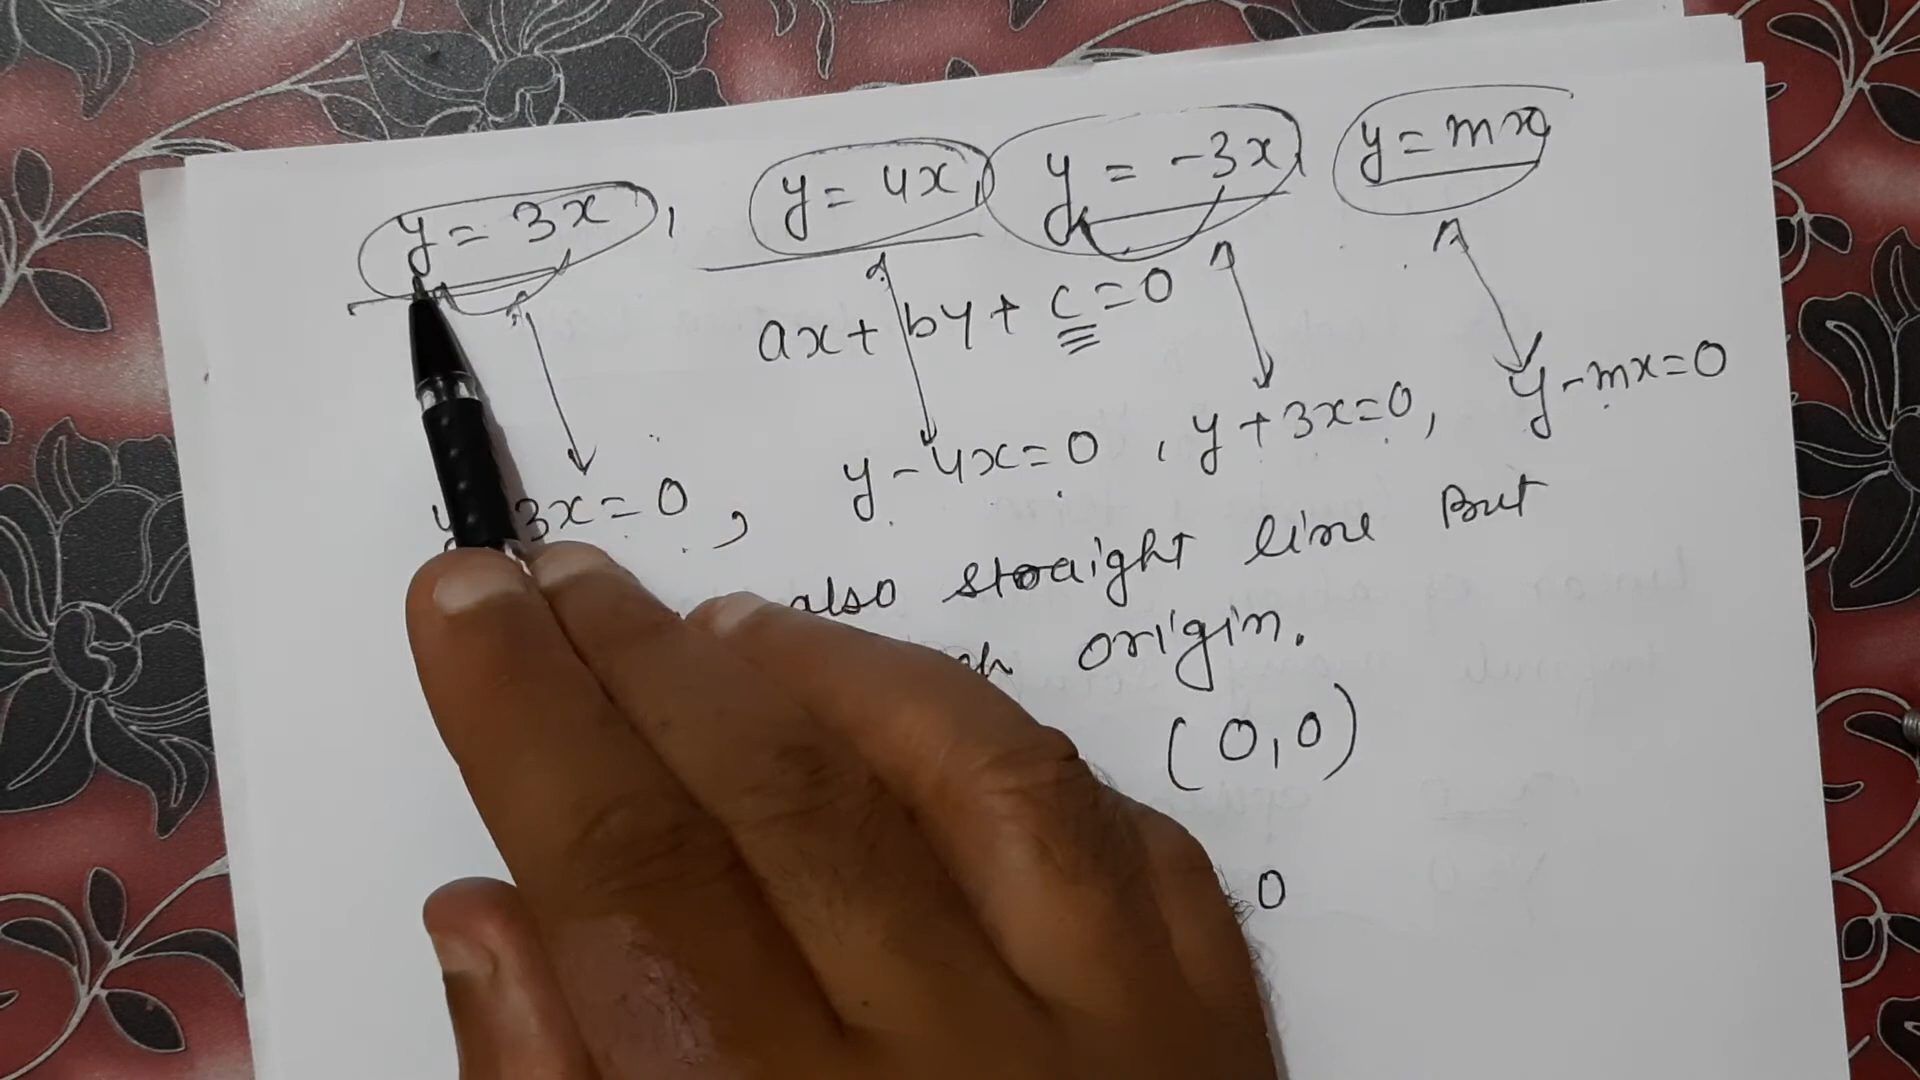 y = 3x, y = 4x, y = -3x, y = mx
ax + by + c = 0
3x = 0, y - 4x = 0, y + 3x = 0, y - mx = 0
also straight line But
origin.
(0,0)
0